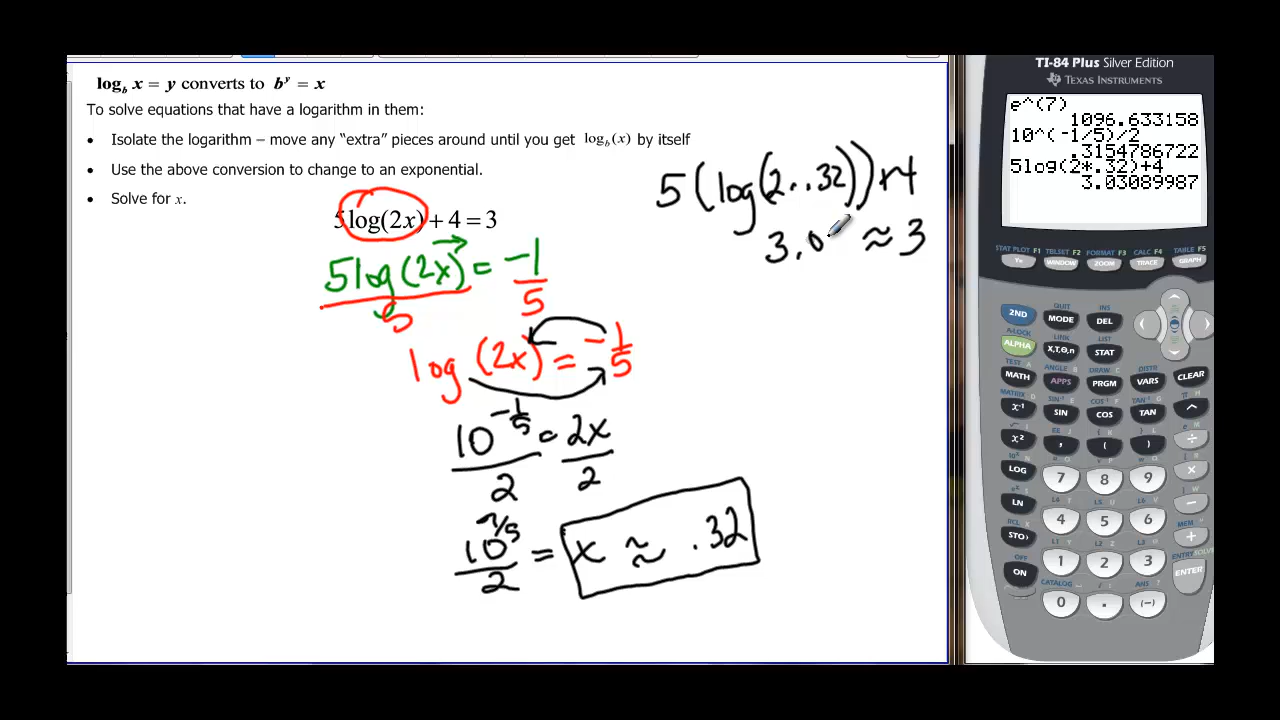 log_b x = y converts to b^y = x
To solve equations that have a logarithm in them:
• Isolate the logarithm – move any “extra” pieces around until you get log_b(x) by itself
• Use the above conversion to change to an exponential.
• Solve for x.
5log(2x) + 4 = 3
5log(2x) = -1
5 5
log (2x) = -1/5
10^-1/5 = 2x
2 2
10^-1/5 / 2 = x ≈ .32
5(log(2·.32))+4
3.0 ≈ 3
TI-84 Plus Silver Edition
TEXAS INSTRUMENTS
e^(7)
1096.633158
10^(-1/5)/2
.3154786722
5log(2*.32)+4
3.03089987
STAT PLOT F1 TBLSET F2 FORMAT F3 CALC F4 TABLE F5
Y= WINDOW ZOOM TRACE GRAPH
QUIT INS
2ND MODE DEL
A-LOCK LINK LIST
ALPHA X,T,Θ,n STAT
TEST A ANGLE B DRAW C DISTR
MATH APPS PRGM VARS CLEAR
MATRIX D SIN⁻¹ E COS⁻¹ F TAN⁻¹ G π H
x⁻¹ SIN COS TAN ^
x² , ( ) ÷
LOG 7 8 9 ×
LN 4 5 6 −
RCL X L1 Y L2 Z L3 MEM "
STO▸ 1 2 3 +
OFF CATALOG i ANS ? ENTRY SOLVE
ON 0 . (−) ENTER